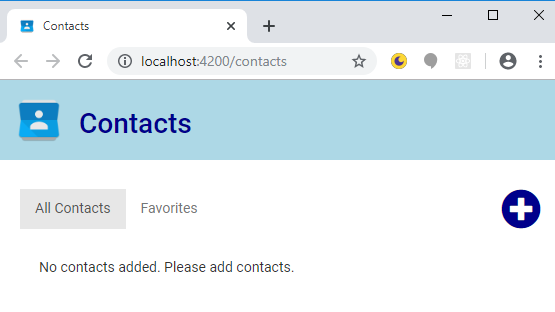 Contacts
localhost:4200/contacts
Contacts
All Contacts Favorites
No contacts added. Please add contacts.